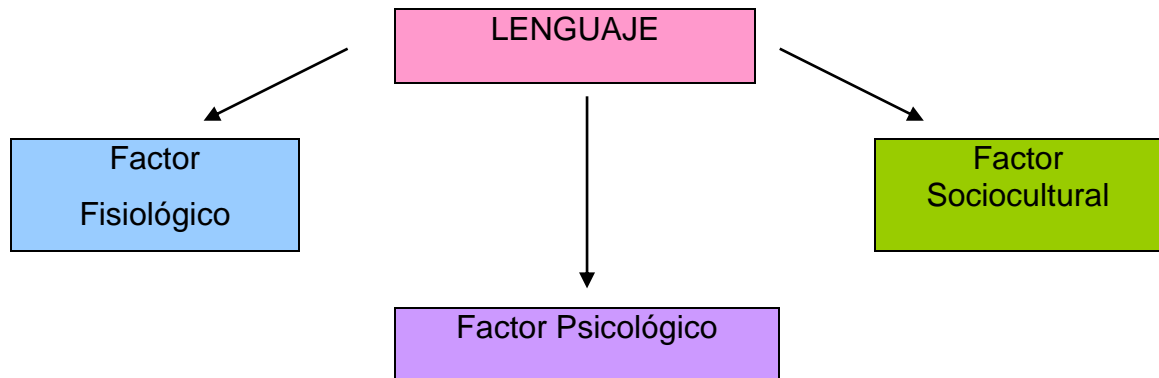 LENGUAJE
Factor
Fisiológico
Factor
Sociocultural
Factor Psicológico